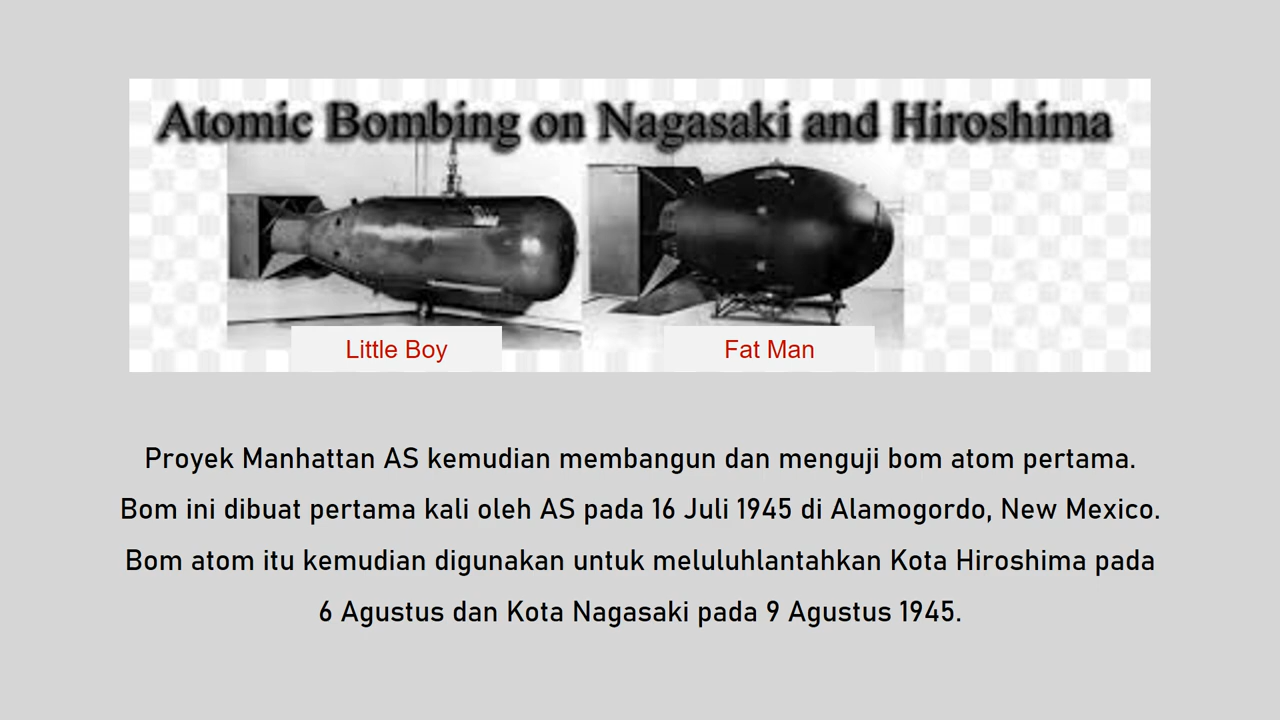 Atomic Bombing on Nagasaki and Hiroshima
Little Boy
Fat Man
Proyek Manhattan AS kemudian membangun dan menguji bom atom pertama.
Bom ini dibuat pertama kali oleh AS pada 16 Juli 1945 di Alamogordo, New Mexico.
Bom atom itu kemudian digunakan untuk meluluhlantahkan Kota Hiroshima pada
6 Agustus dan Kota Nagasaki pada 9 Agustus 1945.